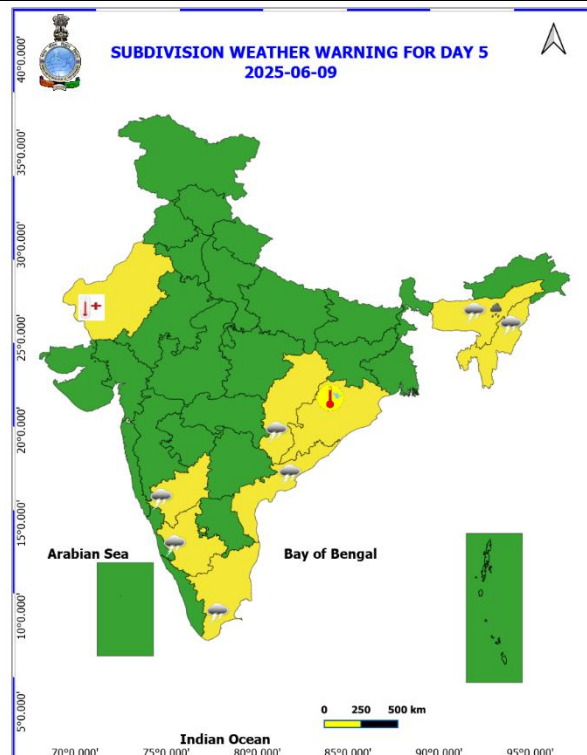 SUBDIVISION WEATHER WARNING FOR DAY 5
2025-06-09
40°0.000'
35°0.000'
30°0.000'
25°0.000'
20°0.000'
15°0.000'
10°0.000'
5°0.000'
Arabian Sea
Bay of Bengal
0 250 500 km
Indian Ocean
70°0.000' 75°0.000' 80°0.000' 85°0.000' 90°0.000' 95°0.000'